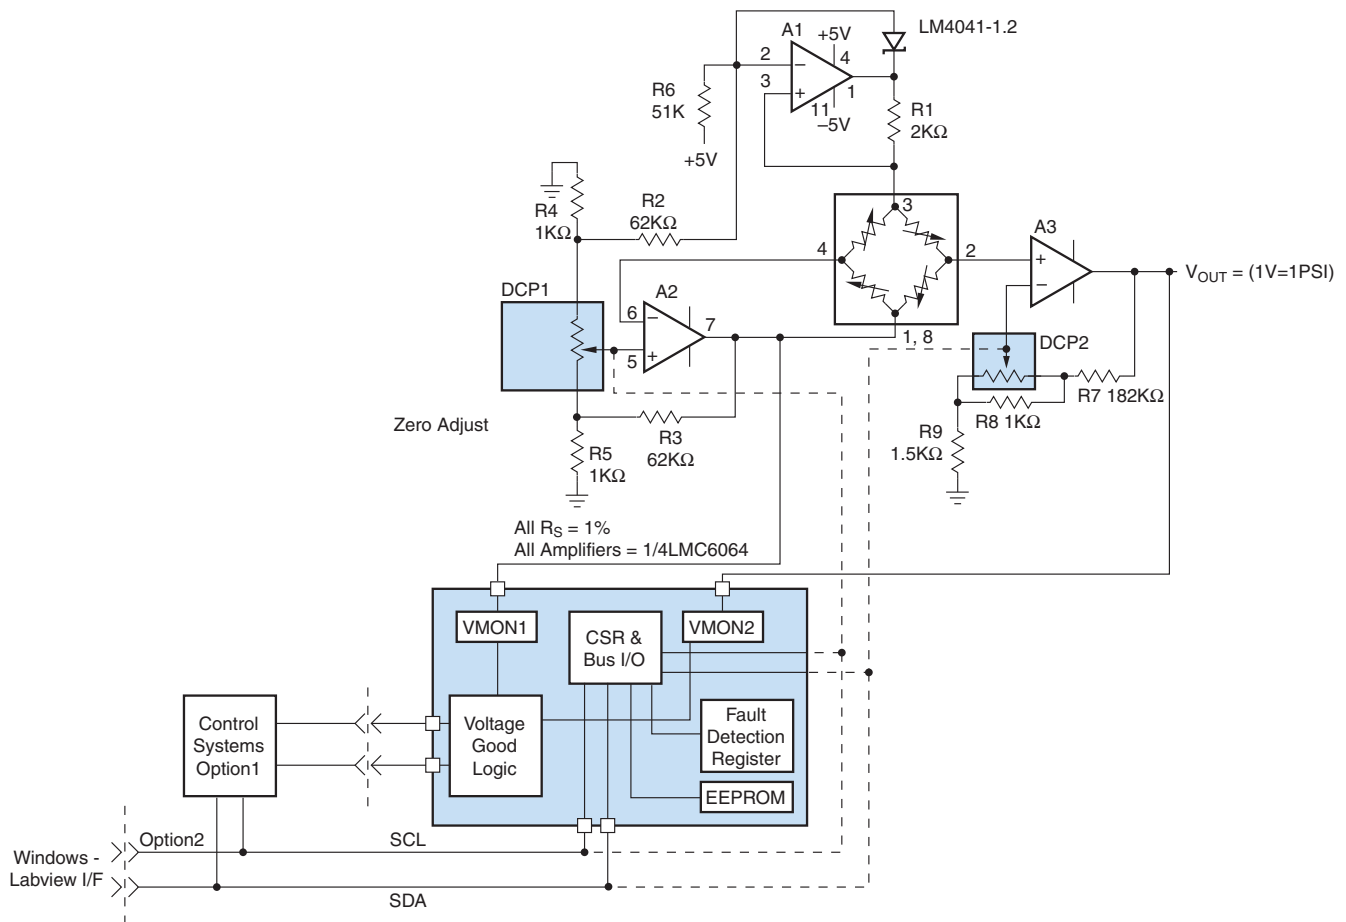 LM4041-1.2
A1
+5V
2
4
3
1
11
–5V
R6
51K
+5V
R1
2KΩ
R4
1KΩ
R2
62KΩ
3
4
2
A3
VOUT = (1V=1PSI)
DCP1
A2
6
7
5
1, 8
DCP2
R7 182KΩ
R8 1KΩ
R9
1.5KΩ
Zero Adjust
R3
62KΩ
R5
1KΩ
All RS = 1%
All Amplifiers = 1/4LMC6064
VMON1
CSR &
Bus I/O
VMON2
Control
Systems
Option1
Voltage
Good
Logic
Fault
Detection
Register
EEPROM
Option2
SCL
Windows -
Labview I/F
SDA